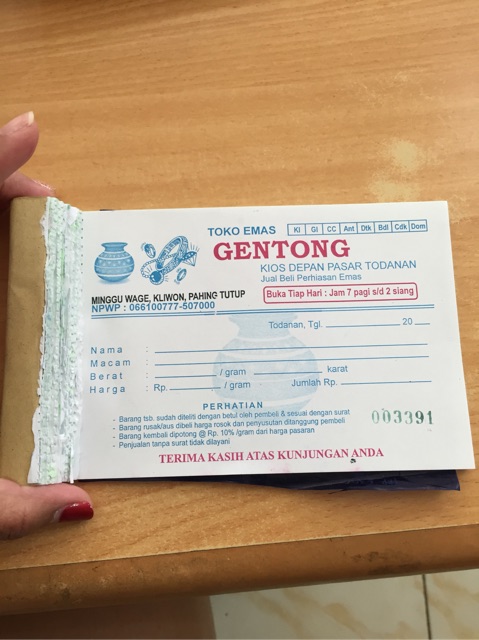 TOKO EMAS
Kl Gl CC Ant Dtk Bdl Cdk Dom
GENTONG
KIOS DEPAN PASAR TODANAN
Jual Beli Perhiasan Emas
MINGGU WAGE, KLIWON, PAHING TUTUP
NPWP : 066100777-507000
Buka Tiap Hari : Jam 7 pagi s/d 2 siang
Todanan, Tgl. 20
Nama :
Macam :
Berat : / gram karat
Harga : Rp. / gram Jumlah Rp.
PERHATIAN
- Barang tsb. sudah diteliti dengan betul oleh pembeli & sesuai dengan surat
- Barang rusak/aus dibeli harga rosok dan penyusutan ditanggung pembeli
- Barang kembali dipotong @ Rp. 10% /gram dari harga pasaran
- Penjualan tanpa surat tidak dilayani
003391
TERIMA KASIH ATAS KUNJUNGAN ANDA